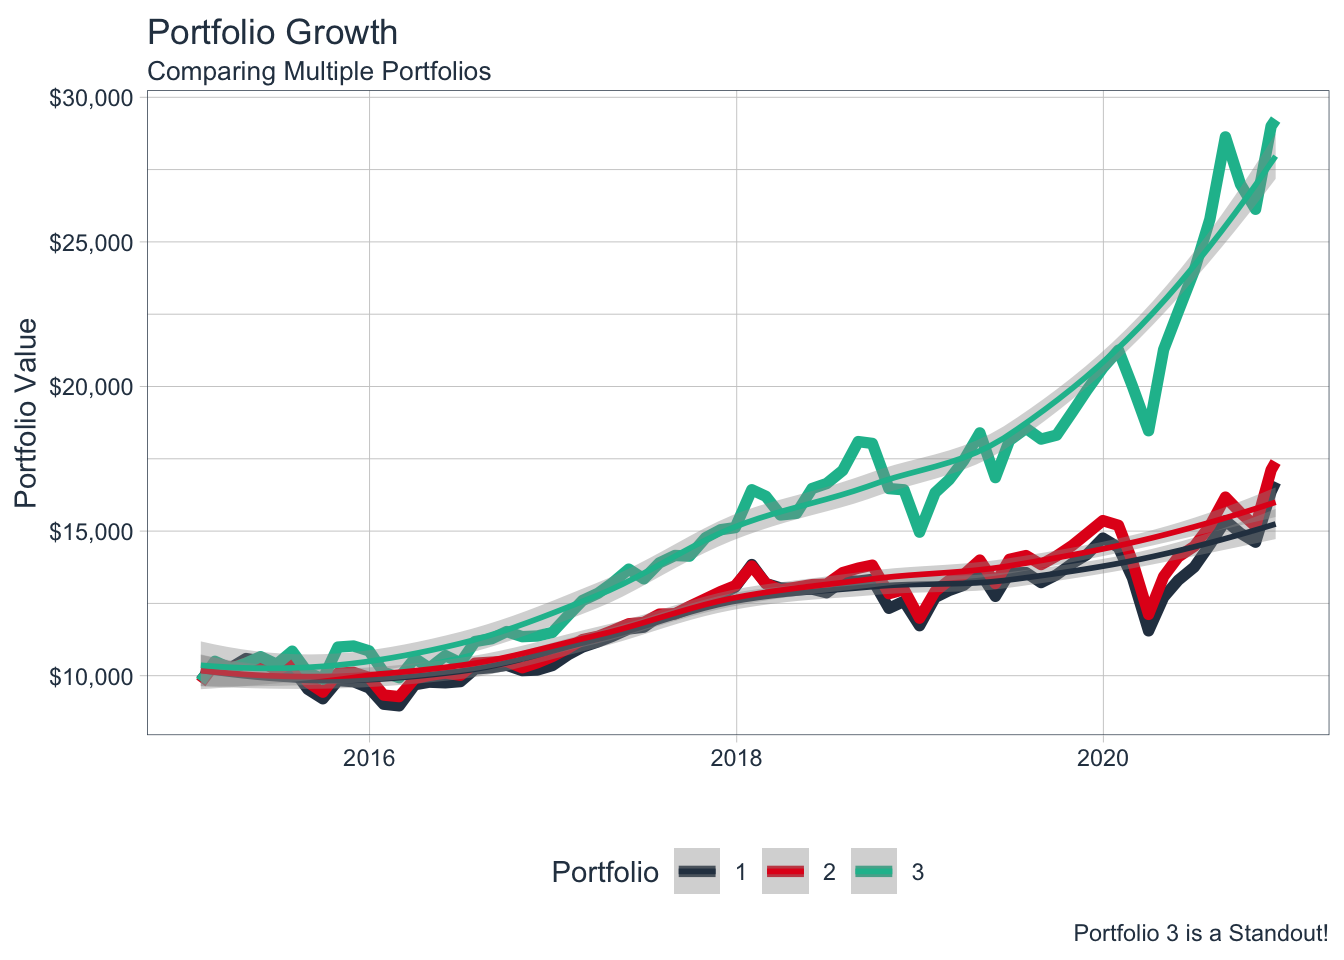 Portfolio Growth
Comparing Multiple Portfolios
$30,000
$25,000
$20,000
$15,000
$10,000
Portfolio Value
2016 2018 2020
Portfolio 1 2 3
Portfolio 3 is a Standout!